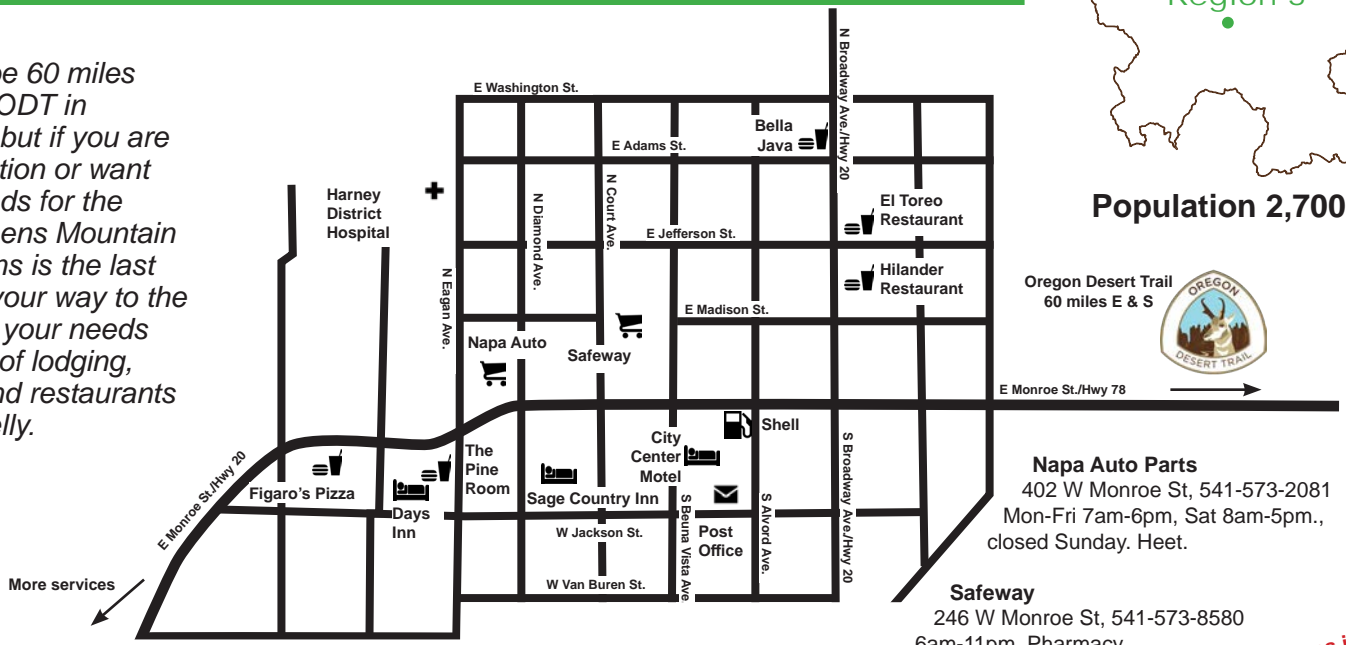 Region 3
60 miles
ODT in
but if you are
tion or want
ds for the
ens Mountain
ns is the last
your way to the
your needs
of lodging,
nd restaurants
elly.
E Washington St.
N Broadway Ave./Hwy 20
Bella
Java
E Adams St.
Harney
District
Hospital
N Diamond Ave.
N Court Ave.
El Toreo
Restaurant
E Jefferson St.
N Eagan Ave.
Hilander
Restaurant
E Madison St.
Napa Auto
Safeway
Population 2,700
Oregon Desert Trail
60 miles E & S
OREGON
DESERT TRAIL
E Monroe St./Hwy 78
Shell
City
Center
Motel
The
Pine
Room
Figaro's Pizza
Sage Country Inn
Days
Inn
E Monroe St./Hwy 20
W Jackson St.
S Beuna Vista Ave.
Post
Office
S Alvord Ave.
S Broadway Ave./Hwy 20
W Van Buren St.
More services
Napa Auto Parts
402 W Monroe St, 541-573-2081
Mon-Fri 7am-6pm, Sat 8am-5pm.,
closed Sunday. Heet.
Safeway
246 W Monroe St, 541-573-8580
6am-11pm. Pharmacy